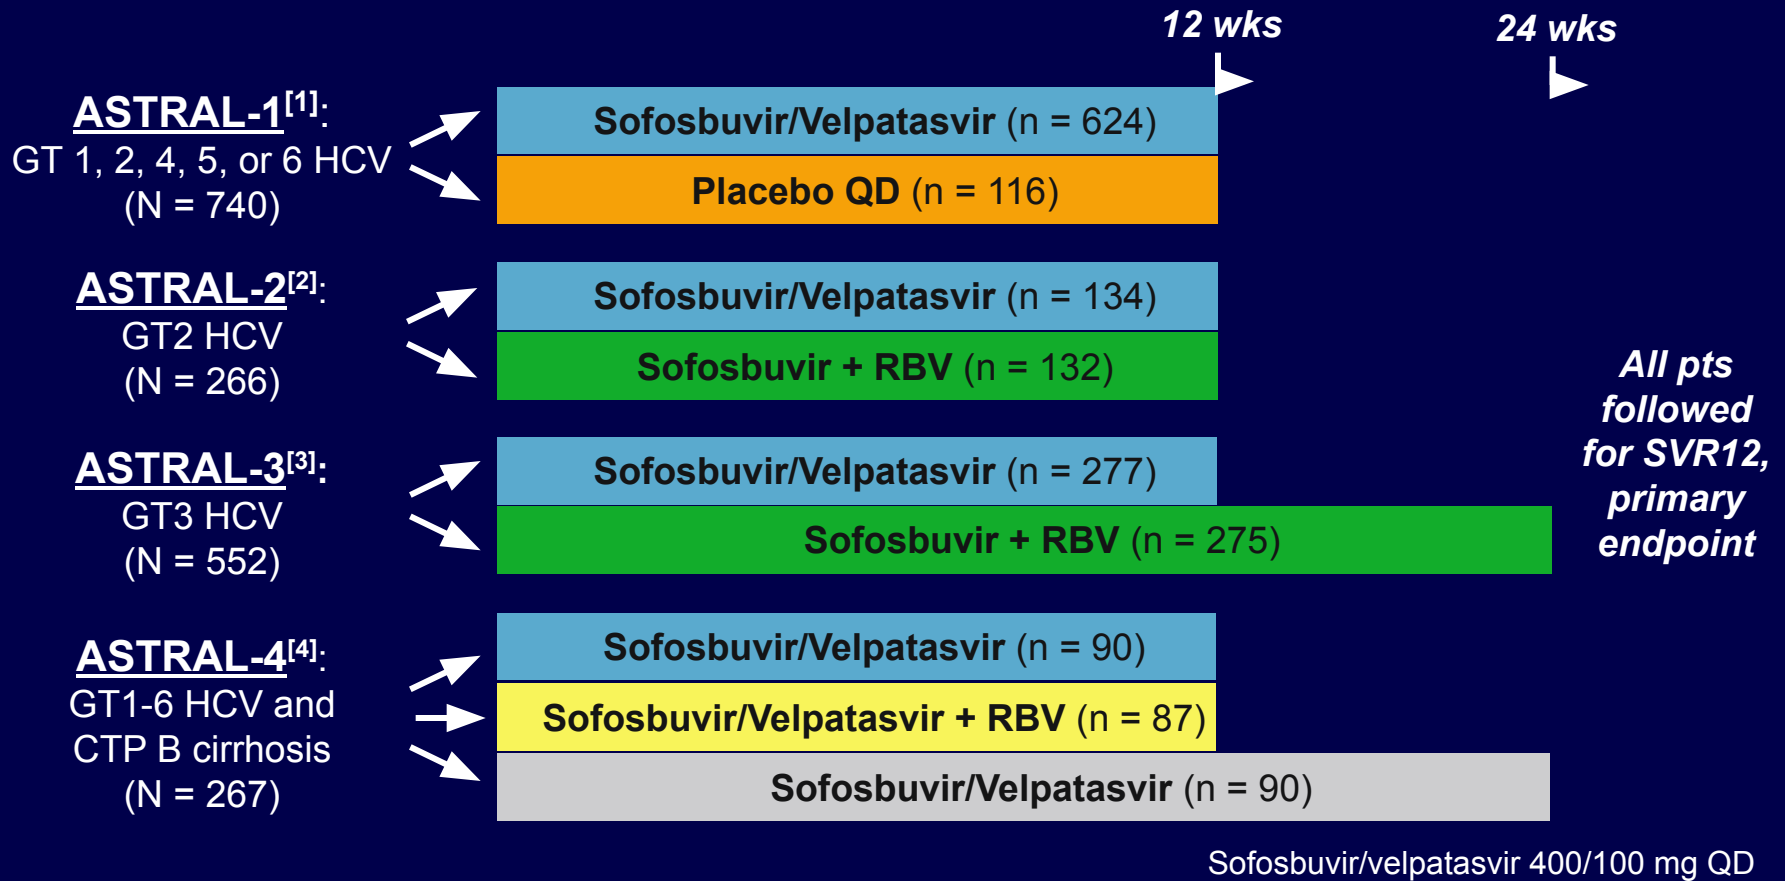 12 wks
24 wks
ASTRAL-1[1]:
GT 1, 2, 4, 5, or 6 HCV
(N = 740)
Sofosbuvir/Velpatasvir (n = 624)
Placebo QD (n = 116)
ASTRAL-2[2]:
GT2 HCV
(N = 266)
Sofosbuvir/Velpatasvir (n = 134)
Sofosbuvir + RBV (n = 132)
ASTRAL-3[3]:
GT3 HCV
(N = 552)
Sofosbuvir/Velpatasvir (n = 277)
Sofosbuvir + RBV (n = 275)
ASTRAL-4[4]:
GT1-6 HCV and
CTP B cirrhosis
(N = 267)
Sofosbuvir/Velpatasvir (n = 90)
Sofosbuvir/Velpatasvir + RBV (n = 87)
Sofosbuvir/Velpatasvir (n = 90)
All pts
followed
for SVR12,
primary
endpoint
Sofosbuvir/velpatasvir 400/100 mg QD